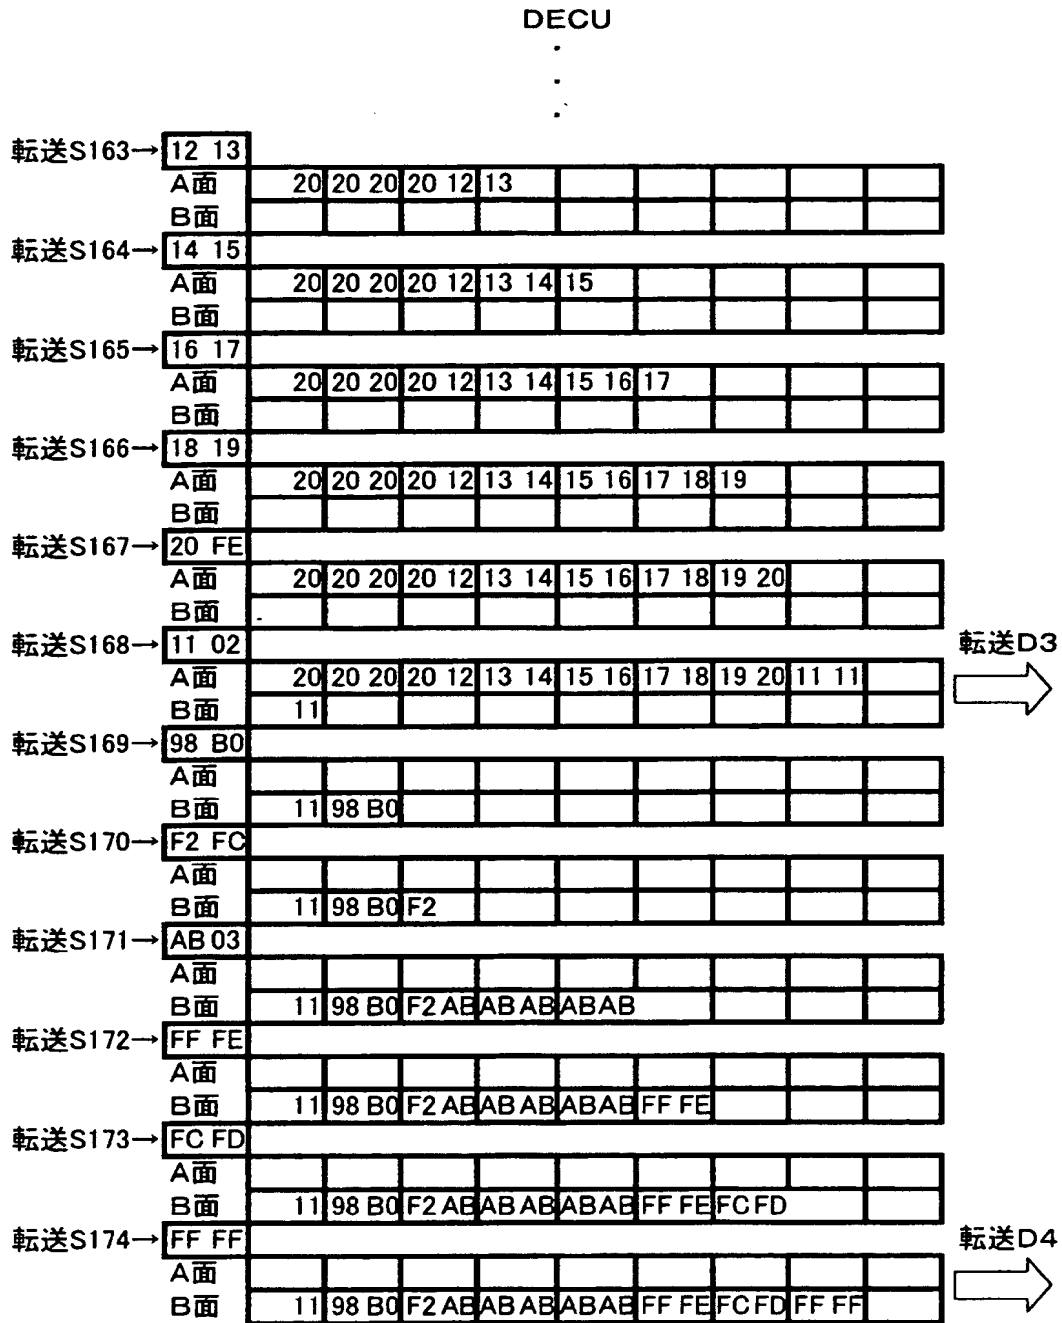 DECU
転送S163→ 12 13
A面 20 20 20 20 12 13
B面
転送S164→ 14 15
A面 20 20 20 20 12 13 14 15
B面
転送S165→ 16 17
A面 20 20 20 20 12 13 14 15 16 17
B面
転送S166→ 18 19
A面 20 20 20 20 12 13 14 15 16 17 18 19
B面
転送S167→ 20 FE
A面 20 20 20 20 12 13 14 15 16 17 18 19 20
B面
転送S168→ 11 02 転送D3
A面 20 20 20 20 12 13 14 15 16 17 18 19 20 11 11
B面 11
転送S169→ 98 B0
A面
B面 11 98 B0
転送S170→ F2 FC
A面
B面 11 98 B0 F2
転送S171→ AB 03
A面
B面 11 98 B0 F2 AB AB AB AB AB
転送S172→ FF FE
A面
B面 11 98 B0 F2 AB AB AB AB AB FF FE
転送S173→ FC FD
A面
B面 11 98 B0 F2 AB AB AB AB AB FF FE FC FD
転送S174→ FF FF 転送D4
A面
B面 11 98 B0 F2 AB AB AB AB AB FF FE FC FD FF FF